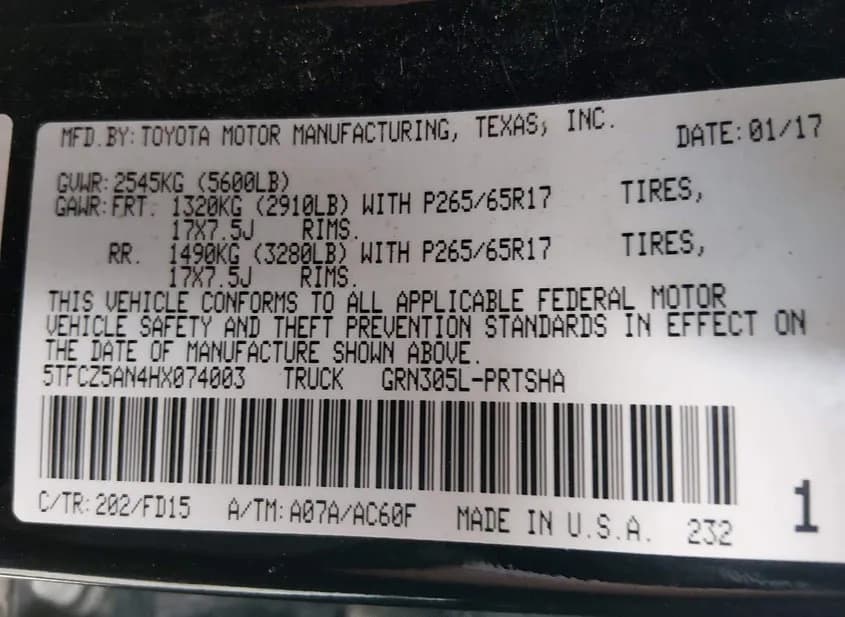 MFD.BY: TOYOTA MOTOR MANUFACTURING, TEXAS, INC. DATE: 01/17
GVWR: 2545KG (5600LB)
GAWR: FRT. 1320KG (2910LB) WITH P265/65R17 TIRES,
17X7.5J RIMS.
RR. 1490KG (3280LB) WITH P265/65R17 TIRES,
17X7.5J RIMS.
THIS VEHICLE CONFORMS TO ALL APPLICABLE FEDERAL MOTOR
VEHICLE SAFETY AND THEFT PREVENTION STANDARDS IN EFFECT ON
THE DATE OF MANUFACTURE SHOWN ABOVE.
5TFCZ5AN4HX074003 TRUCK GRN305L-PRTSHA
C/TR: 202/FD15 A/TM: A07A/AC60F MADE IN U.S.A. 232 1